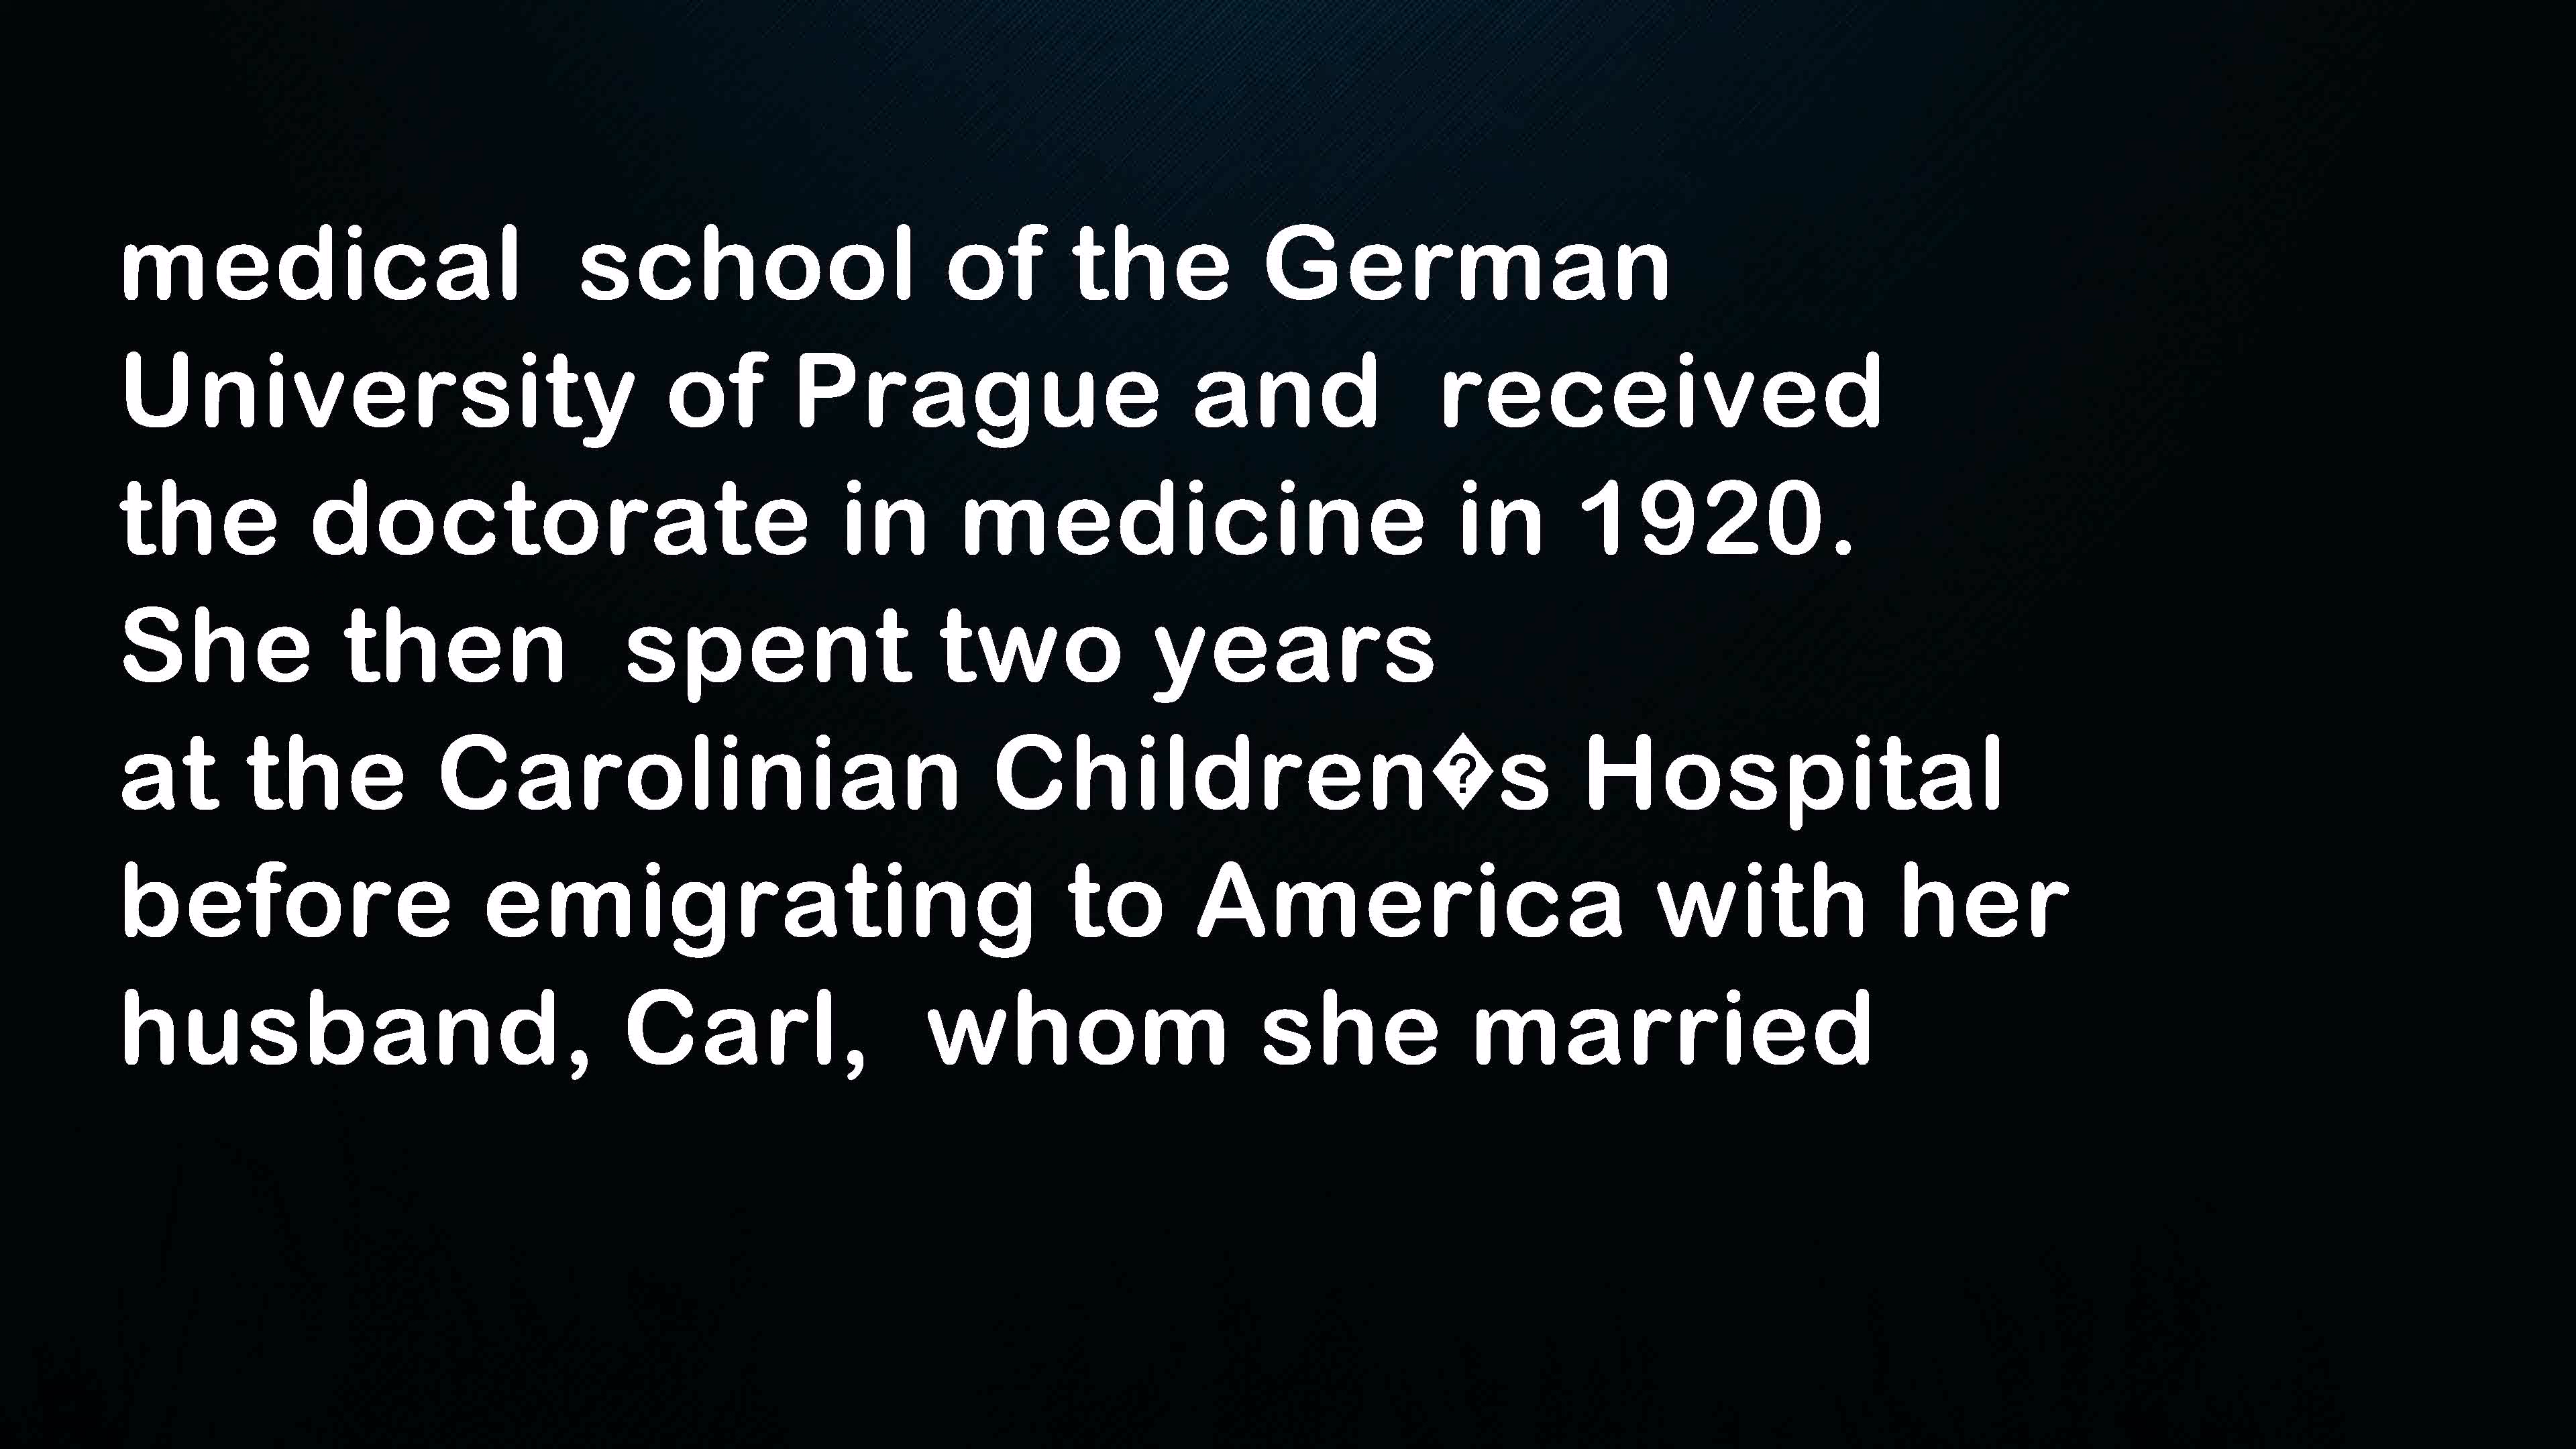 medical  school of the German
University of Prague and  received
the doctorate in medicine in 1920.
She then  spent two years
at the Carolinian Children�s Hospital
before emigrating to America with her
husband, Carl,  whom she married